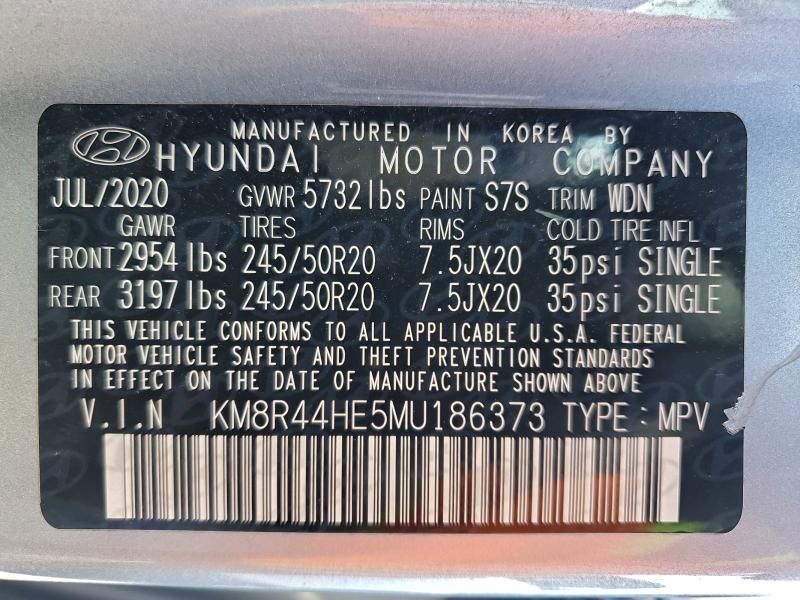 MANUFACTURED IN KOREA BY
HYUNDAI MOTOR COMPANY
JUL/2020 GVWR 5732lbs PAINT S7S TRIM WDN
GAWR TIRES RIMS COLD TIRE INFL
FRONT 2954lbs 245/50R20 7.5JX20 35psi SINGLE
REAR 3197lbs 245/50R20 7.5JX20 35psi SINGLE
THIS VEHICLE CONFORMS TO ALL APPLICABLE U.S.A. FEDERAL
MOTOR VEHICLE SAFETY AND THEFT PREVENTION STANDARDS
IN EFFECT ON THE DATE OF MANUFACTURE SHOWN ABOVE
V.I.N KM8R44HE5MU186373 TYPE : MPV